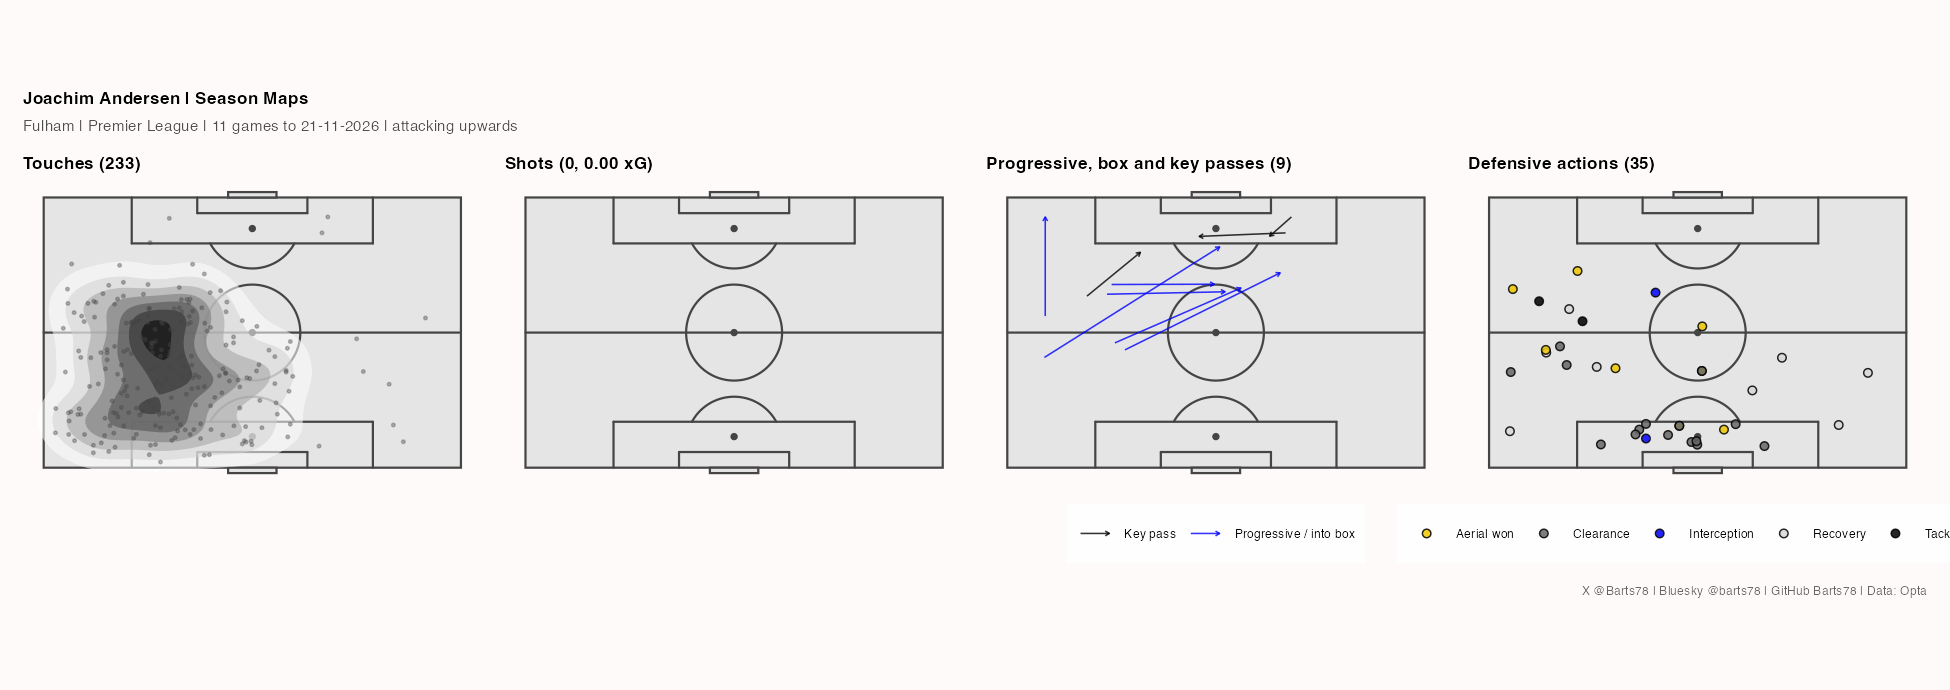 Joachim Andersen | Season Maps
Fulham | Premier League | 11 games to 21-11-2026 | attacking upwards
Touches (233)
Shots (0, 0.00 xG)
Progressive, box and key passes (9)
Defensive actions (35)
Key pass
Progressive / into box
Aerial won
Clearance
Interception
Recovery
Tack
X @Barts78 | Bluesky @barts78 | GitHub Barts78 | Data: Opta